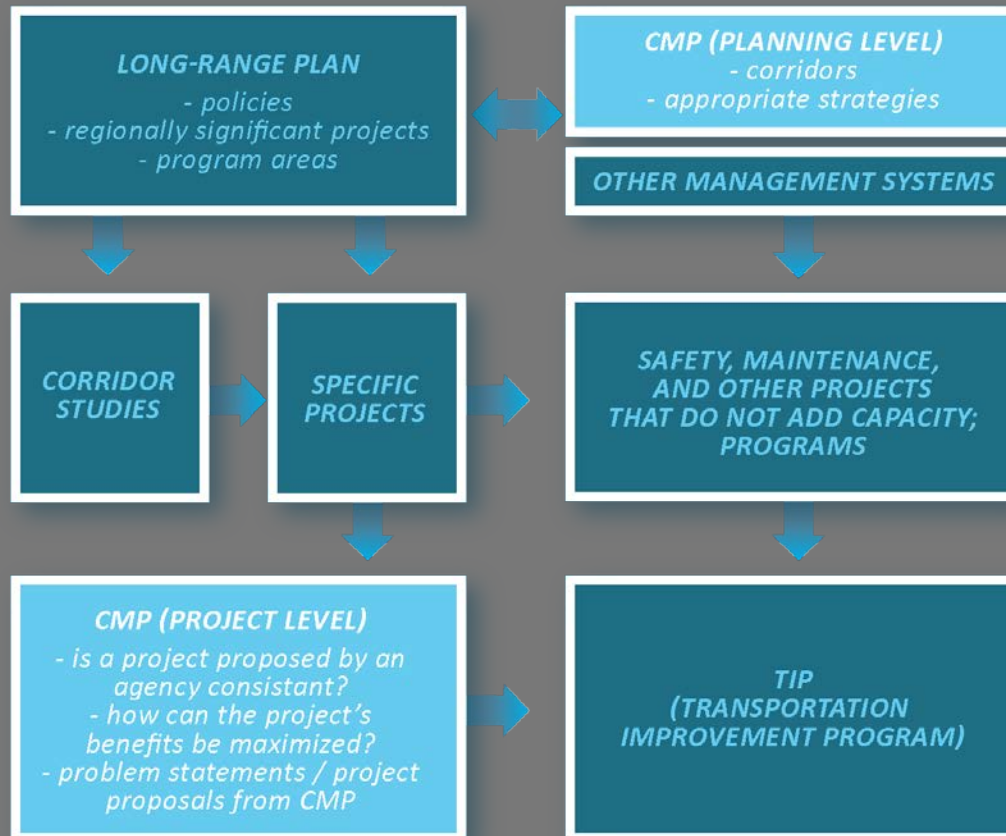 LONG-RANGE PLAN
- policies
- regionally significant projects
- program areas
CMP (PLANNING LEVEL)
- corridors
- appropriate strategies
OTHER MANAGEMENT SYSTEMS
CORRIDOR
STUDIES
SPECIFIC
PROJECTS
SAFETY, MAINTENANCE,
AND OTHER PROJECTS
THAT DO NOT ADD CAPACITY;
PROGRAMS
CMP (PROJECT LEVEL)
- is a project proposed by an
agency consistant?
- how can the project's
benefits be maximized?
- problem statements / project
proposals from CMP
TIP
(TRANSPORTATION
IMPROVEMENT PROGRAM)